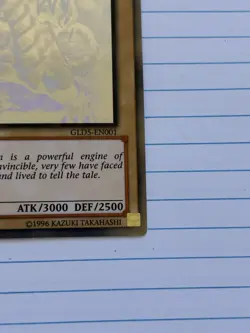 GLD5-EN001
n is a powerful engine of
nvincible, very few have faced
and lived to tell the tale.
ATK/3000 DEF/2500
©1996 KAZUKI TAKAHASHI